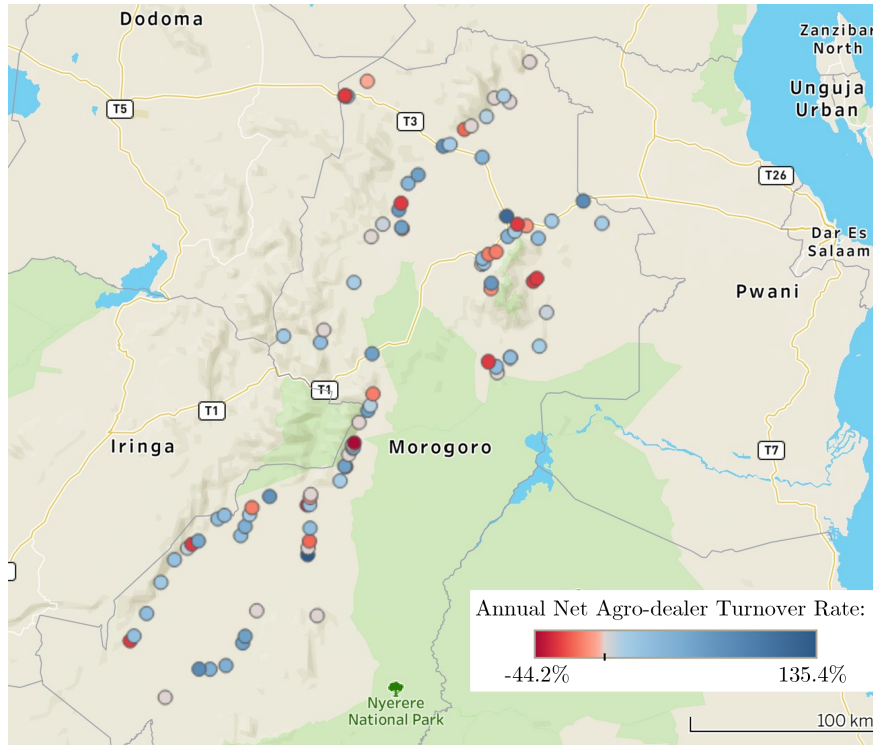 Dodoma
Zanzibar
North
Unguja
Urban
T5
T3
T26
Dar Es
Salaam
Pwani
T1
T1
Iringa
Morogoro
T7
Annual Net Agro-dealer Turnover Rate:
-44.2%
135.4%
Nyerere
National Park
100 km